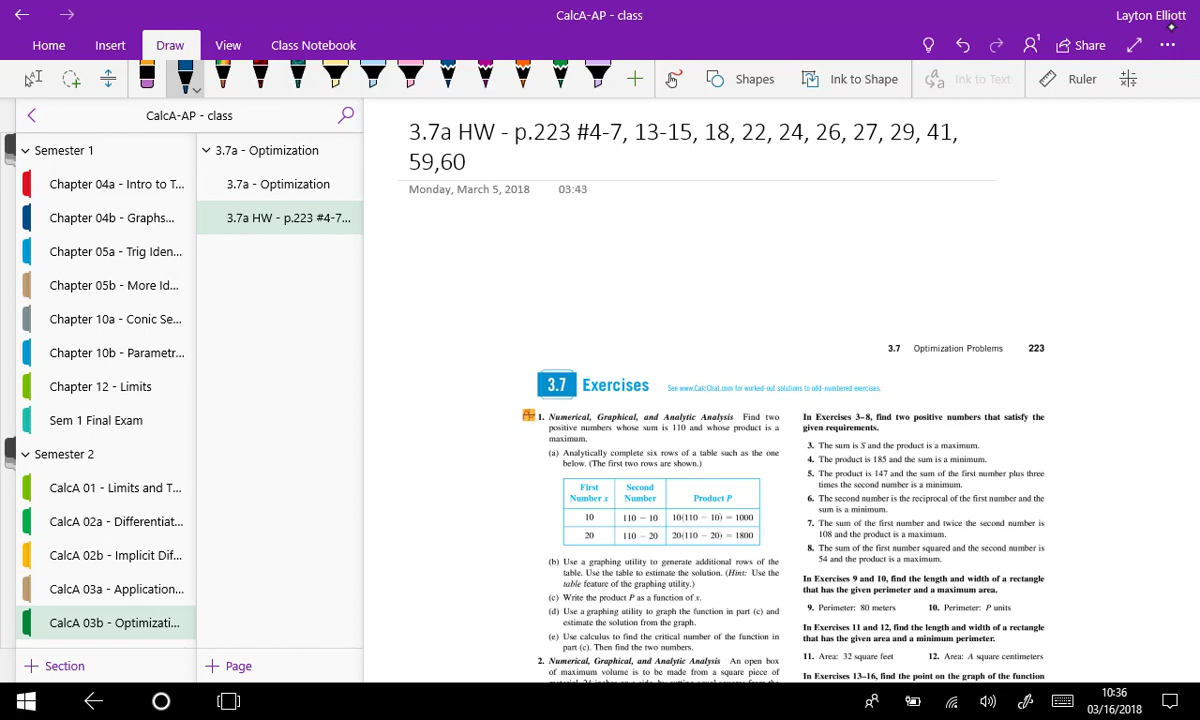 CalcA-AP - class
Layton Elliott
Home Insert Draw View Class Notebook
Share
Shapes Ink to Shape Ink to Text Ruler
CalcA-AP - class
Semester 1
Chapter 04a - Intro to T...
Chapter 04b - Graphs...
Chapter 05a - Trig Iden...
Chapter 05b - More Id...
Chapter 10a - Conic Se...
Chapter 10b - Parametr...
Chapter 12 - Limits
Sem 1 Final Exam
Semester 2
CalcA 01 - Limits and T...
CalcA 02a - Differentiat...
CalcA 02b - Implicit Dif...
CalcA 03a - Application...
CalcA 03b - Optimizati...
Section
3.7a - Optimization
3.7a - Optimization
3.7a HW - p.223 #4-7...
Page
3.7a HW - p.223 #4-7, 13-15, 18, 22, 24, 26, 27, 29, 41,
59,60
Monday, March 5, 2018 03:43
3.7 Optimization Problems 223
3.7 Exercises See www.CalcChat.com for worked-out solutions to odd-numbered exercises.
1. Numerical, Graphical, and Analytic Analysis Find two
positive numbers whose sum is 110 and whose product is a
maximum.
(a) Analytically complete six rows of a table such as the one
below. (The first two rows are shown.)
First Number x Second Number Product P
10 110 − 10 10(110 − 10) = 1000
20 110 − 20 20(110 − 20) = 1800
(b) Use a graphing utility to generate additional rows of the
table. Use the table to estimate the solution. (Hint: Use the
table feature of the graphing utility.)
(c) Write the product P as a function of x.
(d) Use a graphing utility to graph the function in part (c) and
estimate the solution from the graph.
(e) Use calculus to find the critical number of the function in
part (c). Then find the two numbers.
2. Numerical, Graphical, and Analytic Analysis An open box
of maximum volume is to be made from a square piece of
In Exercises 3–8, find two positive numbers that satisfy the
given requirements.
3. The sum is S and the product is a maximum.
4. The product is 185 and the sum is a minimum.
5. The product is 147 and the sum of the first number plus three
times the second number is a minimum.
6. The second number is the reciprocal of the first number and the
sum is a minimum.
7. The sum of the first number and twice the second number is
108 and the product is a maximum.
8. The sum of the first number squared and the second number is
54 and the product is a maximum.
In Exercises 9 and 10, find the length and width of a rectangle
that has the given perimeter and a maximum area.
9. Perimeter: 80 meters 10. Perimeter: P units
In Exercises 11 and 12, find the length and width of a rectangle
that has the given area and a minimum perimeter.
11. Area: 32 square feet 12. Area: A square centimeters
In Exercises 13–16, find the point on the graph of the function
10:36
03/16/2018